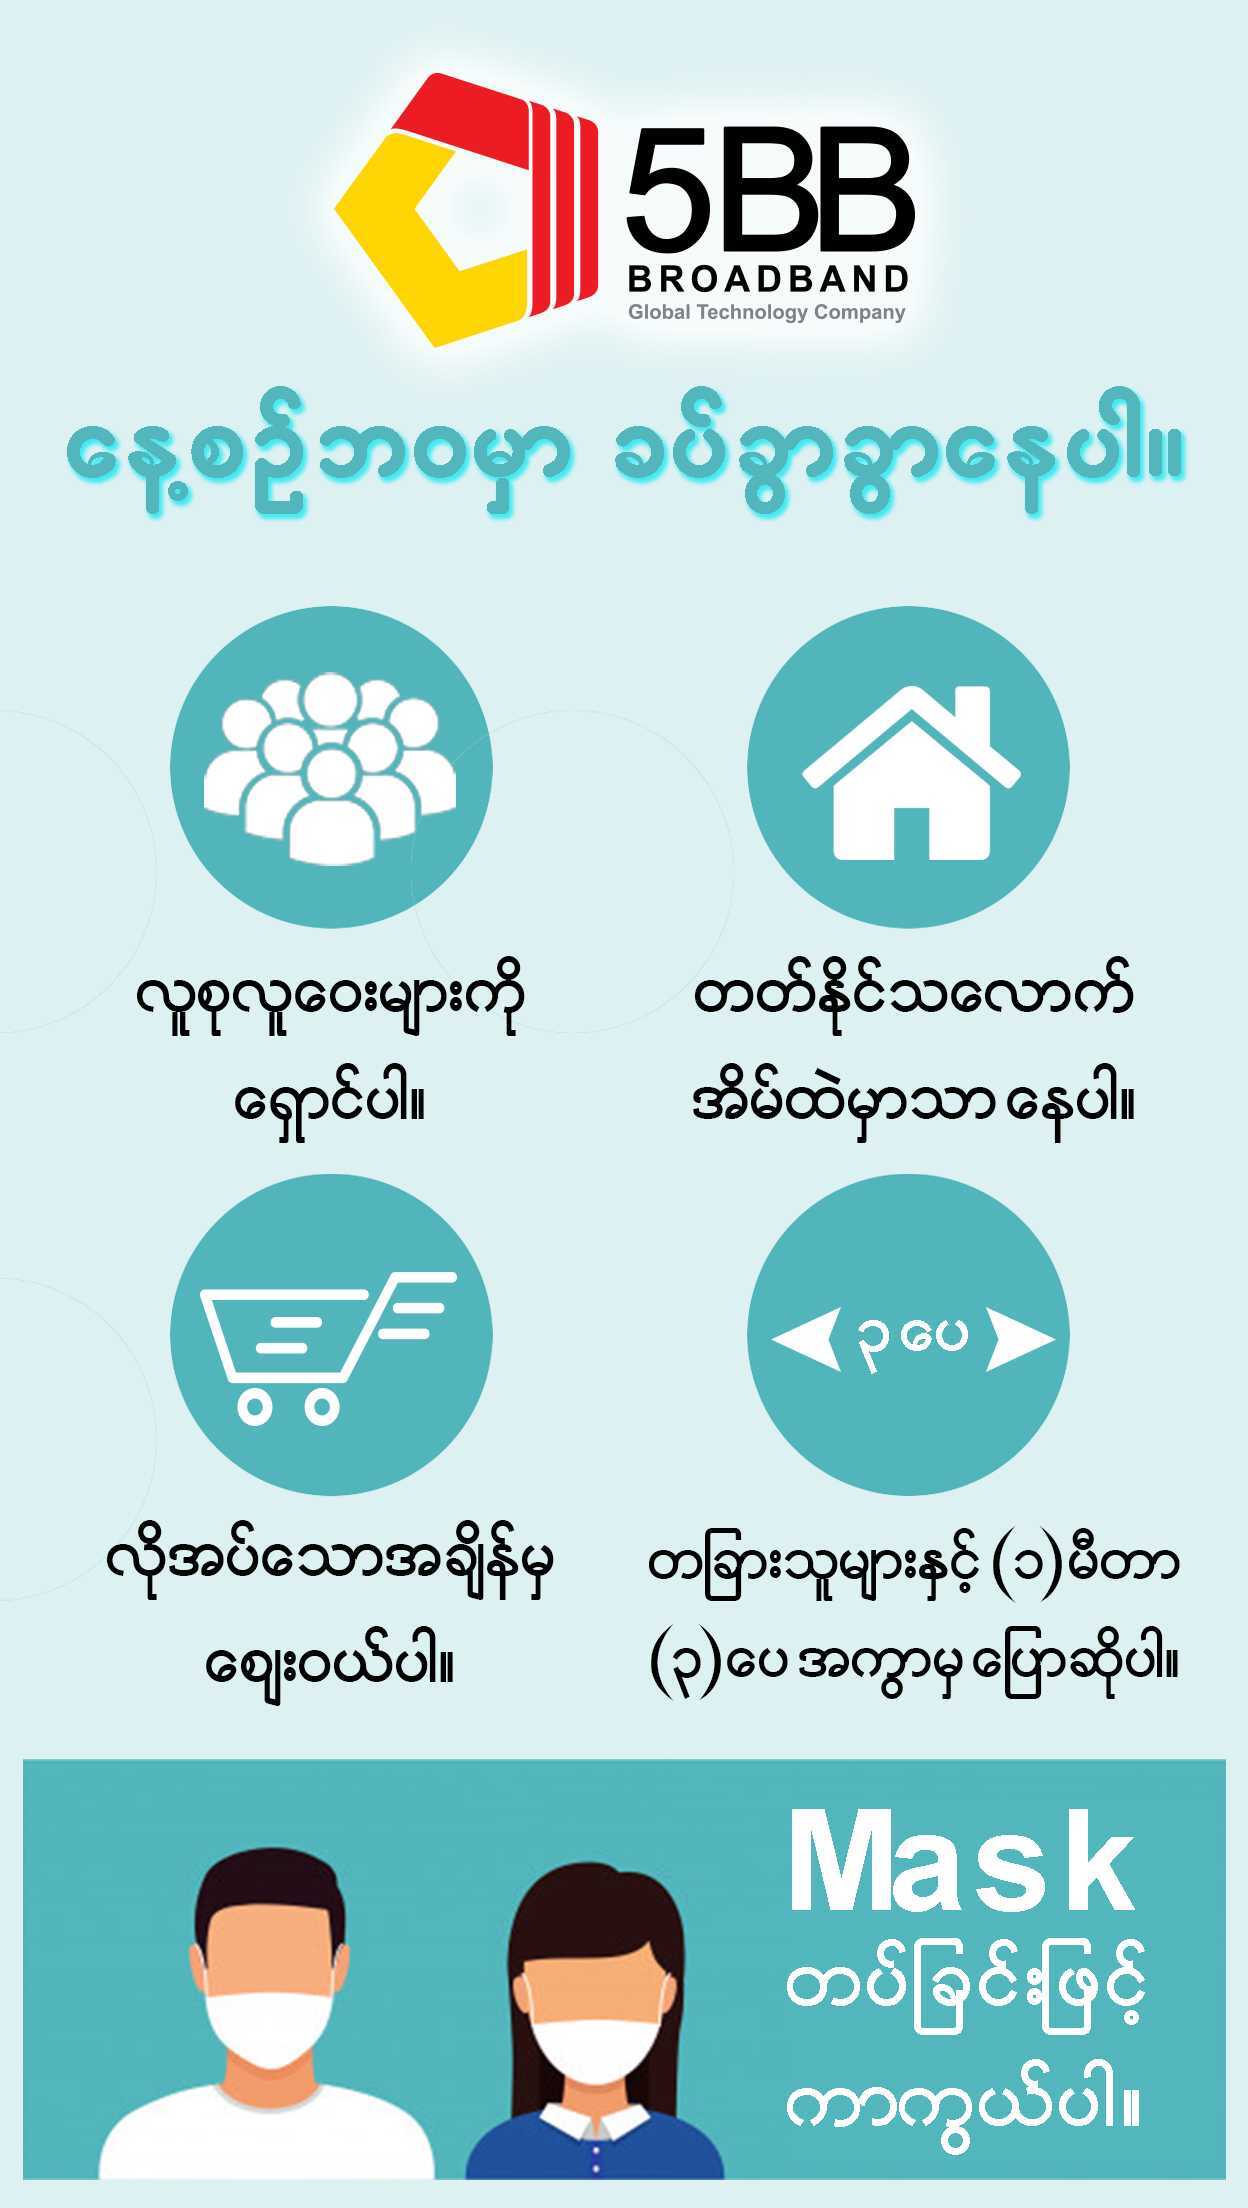 5BB
BROADBAND
Global Technology Company
နေ့စဉ်ဘဝမှာ ခပ်ခွာခွာနေပါ။
လူစုလူဝေးများကို
ရှောင်ပါ။
တတ်နိုင်သလောက်
အိမ်ထဲမှာသာ နေပါ။
၃ ပေ
လိုအပ်သောအချိန်မှ
စျေးဝယ်ပါ။
တခြားသူများနှင့် (၁) မီတာ
(၃) ပေ အကွာမှ ပြောဆိုပါ။
Mask
တပ်ခြင်းဖြင့်
ကာကွယ်ပါ။